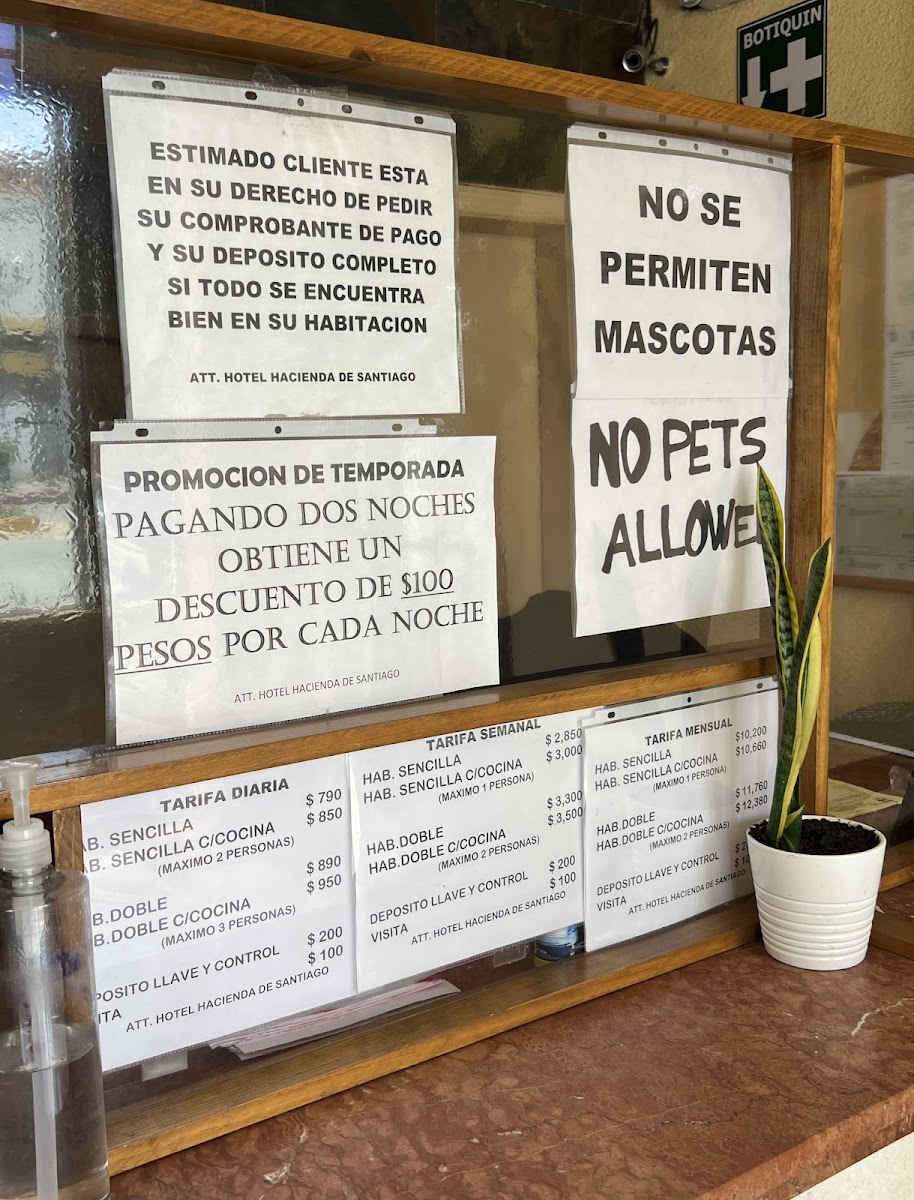 BOTIQUIN
ESTIMADO CLIENTE ESTA
EN SU DERECHO DE PEDIR
SU COMPROBANTE DE PAGO
Y SU DEPOSITO COMPLETO
SI TODO SE ENCUENTRA
BIEN EN SU HABITACION
ATT. HOTEL HACIENDA DE SANTIAGO
NO SE
PERMITEN
MASCOTAS
NO PETS
ALLOWE
PROMOCION DE TEMPORADA
PAGANDO DOS NOCHES
OBTIENE UN
DESCUENTO DE $100
PESOS POR CADA NOCHE
ATT. HOTEL HACIENDA DE SANTIAGO
TARIFA DIARIA
AB. SENCILLA $ 790
AB. SENCILLA C/COCINA $ 850
(MAXIMO 2 PERSONAS)
B.DOBLE $ 890
B.DOBLE C/COCINA $ 950
(MAXIMO 3 PERSONAS)
POSITO LLAVE Y CONTROL $ 200
ITA $ 100
ATT. HOTEL HACIENDA DE SANTIAGO
TARIFA SEMANAL
HAB. SENCILLA $ 2,850
HAB. SENCILLA C/COCINA $ 3,000
(MAXIMO 1 PERSONA)
HAB.DOBLE $ 3,300
HAB.DOBLE C/COCINA $ 3,500
(MAXIMO 2 PERSONAS)
DEPOSITO LLAVE Y CONTROL $ 200
VISITA $ 100
ATT. HOTEL HACIENDA DE SANTIAGO
TARIFA MENSUAL
HAB. SENCILLA $10,200
HAB. SENCILLA C/COCINA $10,660
(MAXIMO 1 PERSONA)
HAB.DOBLE $ 11,760
HAB.DOBLE C/COCINA $ 12,380
(MAXIMO 2 PERSONAS)
DEPOSITO LLAVE Y CONTROL $
VISITA $
ATT. HOTEL HACIENDA DE SANTIAGO